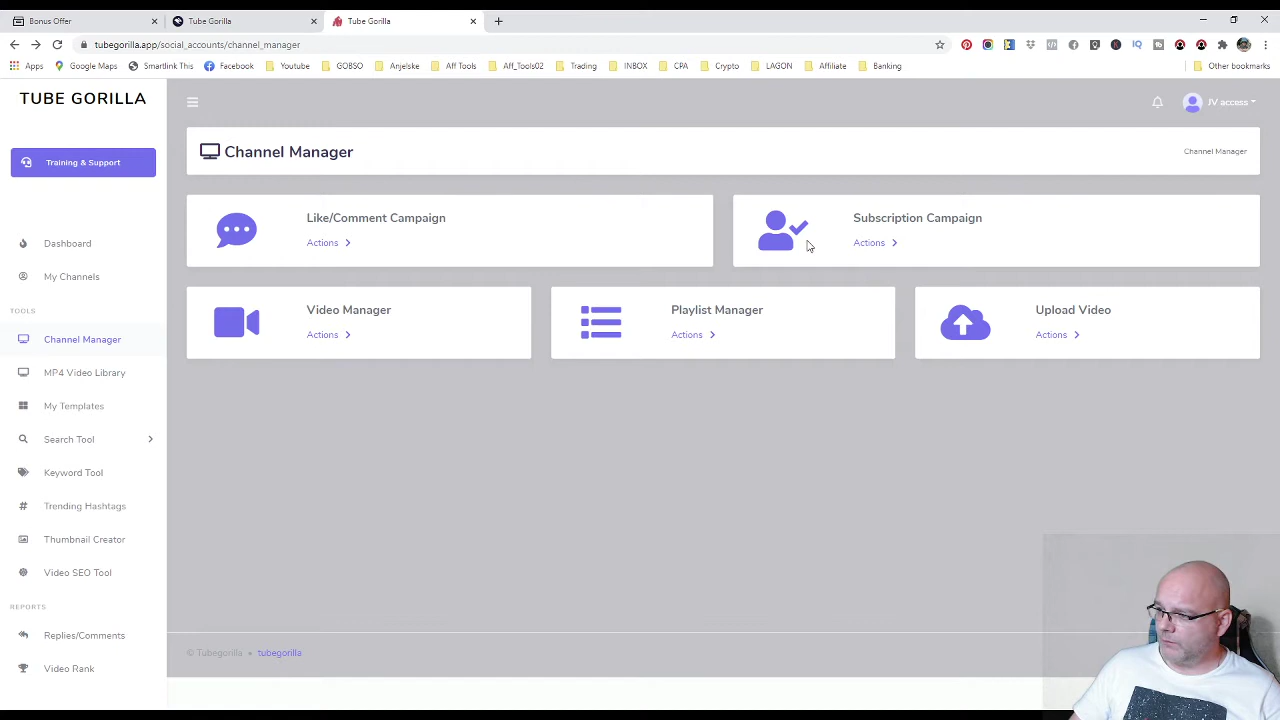 Bonus Offer
Tube Gorilla
Tube Gorilla
tubegorilla.app/social_accounts/channel_manager
Apps
Google Maps
Smartlink This
Facebook
Youtube
GOBSO
Anjelske
Aff Tools
Aff_Tools02
Trading
INBOX
CPA
Crypto
LAGON
Affiliate
Banking
Other bookmarks
TUBE GORILLA
JV access
Training & Support
Channel Manager
Channel Manager
Like/Comment Campaign
Actions
Subscription Campaign
Actions
Dashboard
My Channels
TOOLS
Video Manager
Actions
Playlist Manager
Actions
Upload Video
Actions
Channel Manager
MP4 Video Library
My Templates
Search Tool
Keyword Tool
Trending Hashtags
Thumbnail Creator
Video SEO Tool
REPORTS
Replies/Comments
Video Rank
© Tubegorilla • tubegorilla